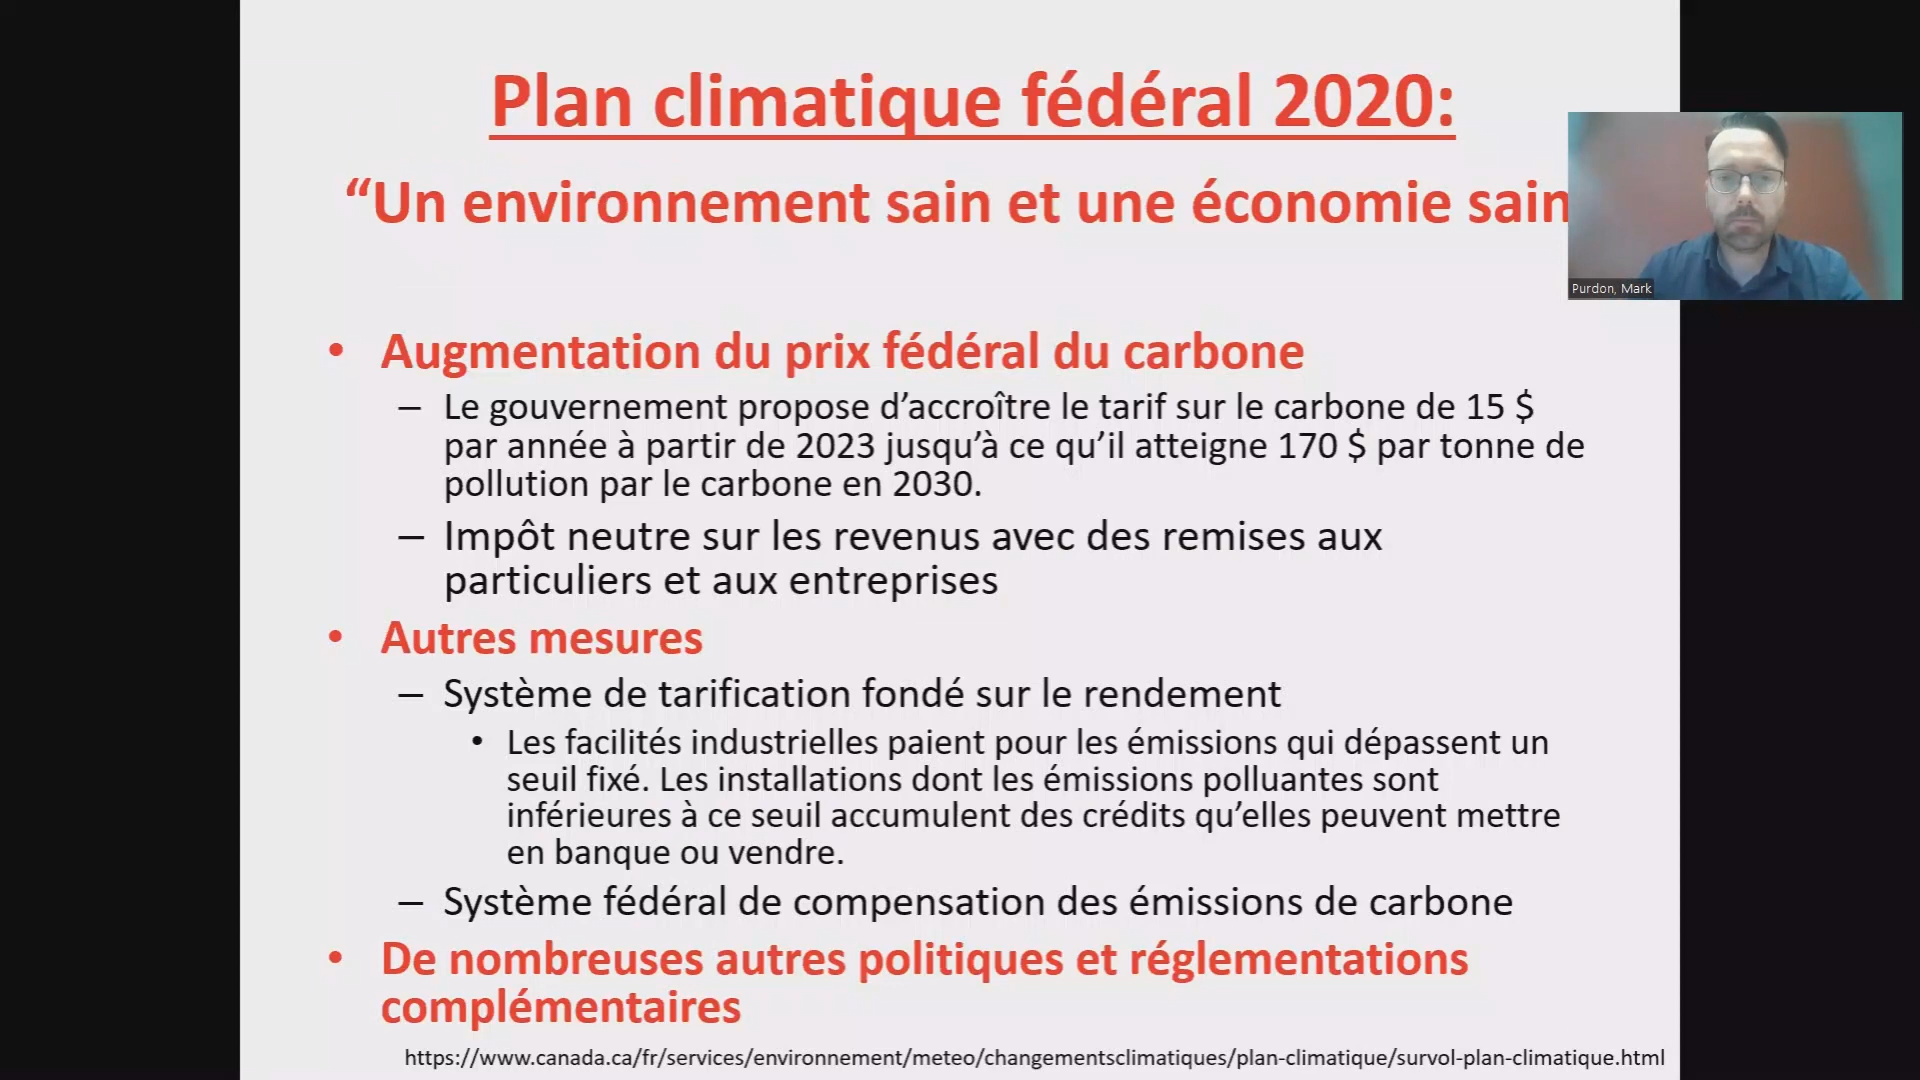 Plan climatique fédéral 2020:
“Un environnement sain et une économie sain
Purdon, Mark
• Augmentation du prix fédéral du carbone
– Le gouvernement propose d’accroître le tarif sur le carbone de 15 $
par année à partir de 2023 jusqu’à ce qu’il atteigne 170 $ par tonne de
pollution par le carbone en 2030.
– Impôt neutre sur les revenus avec des remises aux
particuliers et aux entreprises
• Autres mesures
– Système de tarification fondé sur le rendement
• Les facilités industrielles paient pour les émissions qui dépassent un
seuil fixé. Les installations dont les émissions polluantes sont
inférieures à ce seuil accumulent des crédits qu’elles peuvent mettre
en banque ou vendre.
– Système fédéral de compensation des émissions de carbone
• De nombreuses autres politiques et réglementations
complémentaires
https://www.canada.ca/fr/services/environnement/meteo/changementsclimatiques/plan-climatique/survol-plan-climatique.html